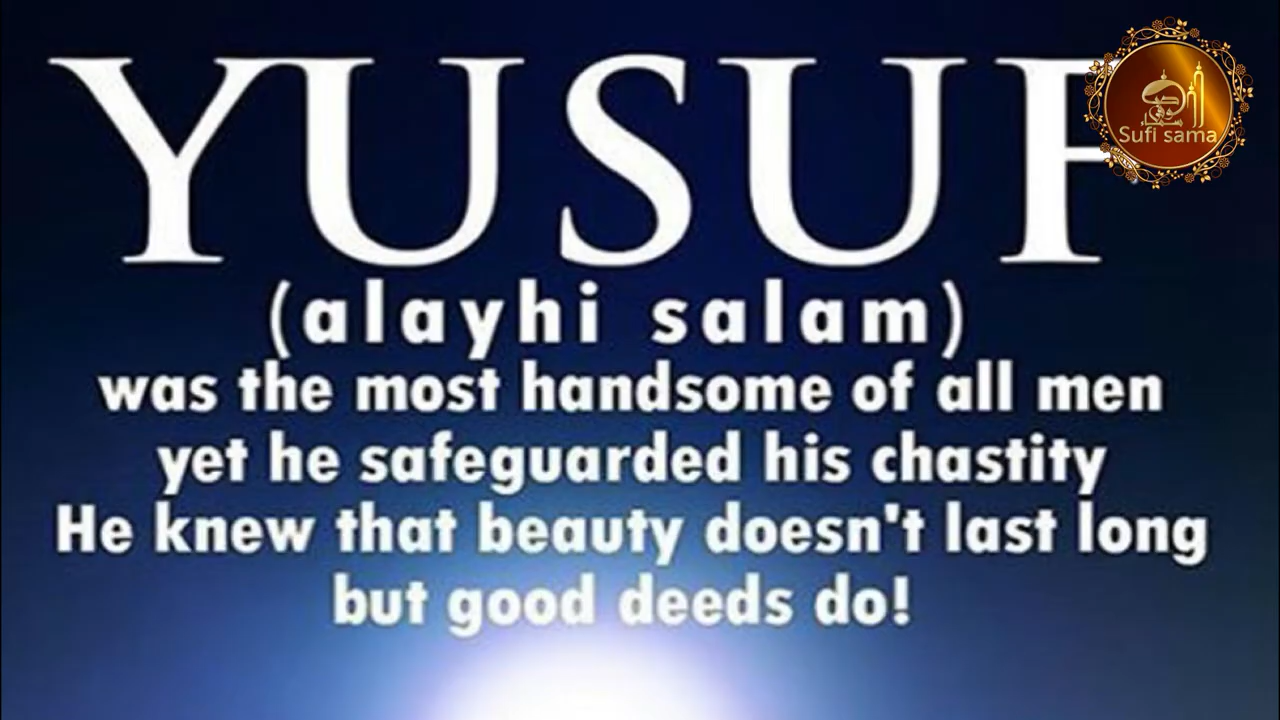 YUSUF
(alayhi salam)
was the most handsome of all men
yet he safeguarded his chastity
He knew that beauty doesn't last long
but good deeds do!
Sufi sama